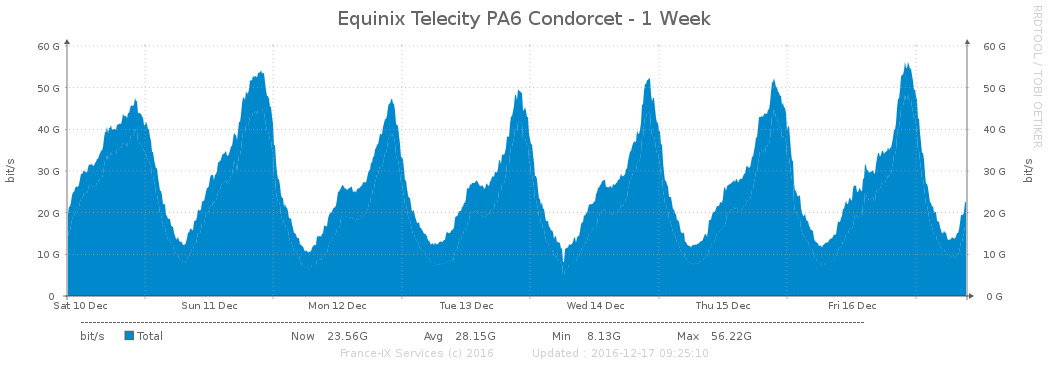 Equinix Telecity PA6 Condorcet - 1 Week
RRDTOOL / TOBI OETIKER
60 G 60 G
50 G 50 G
40 G 40 G
30 G 30 G
20 G 20 G
10 G 10 G
0 0 G
bit/s
bit/s
Sat 10 Dec Sun 11 Dec Mon 12 Dec Tue 13 Dec Wed 14 Dec Thu 15 Dec Fri 16 Dec
bit/s Total Now 23.56G Avg 28.15G Min 8.13G Max 56.22G
France-IX Services (c) 2016 Updated : 2016-12-17 09:25:10